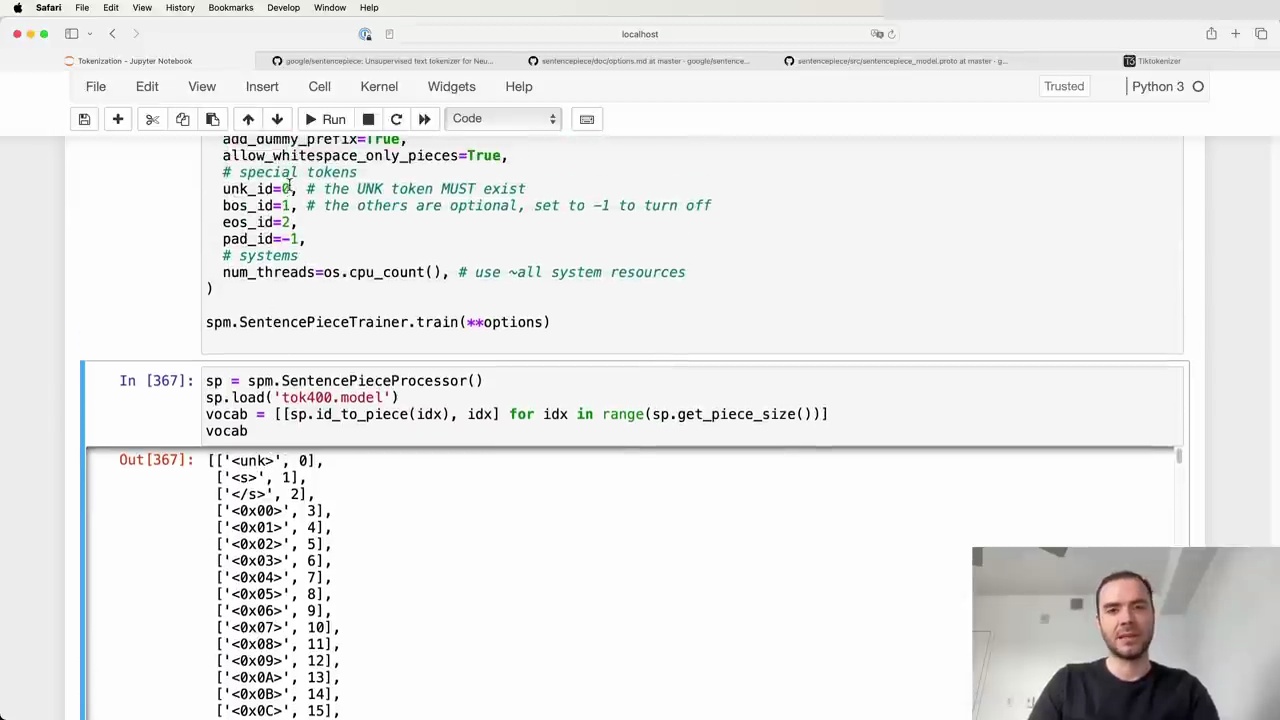 Safari File Edit View History Bookmarks Develop Window Help
localhost
Tokenization - Jupyter Notebook
google/sentencepiece: Unsupervised text tokenizer for Neu...
sentencepiece/doc/options.md at master · google/sentence...
sentencepiece/src/sentencepiece_model.proto at master · g...
T3 Tiktokenizer
File Edit View Insert Cell Kernel Widgets Help
Trusted
Python 3
Run
Code
add_dummy_prefix=True,
allow_whitespace_only_pieces=True,
# special tokens
unk_id=0, # the UNK token MUST exist
bos_id=1, # the others are optional, set to -1 to turn off
eos_id=2,
pad_id=-1,
# systems
num_threads=os.cpu_count(), # use ~all system resources
)
spm.SentencePieceTrainer.train(**options)
In [367]: sp = spm.SentencePieceProcessor()
sp.load('tok400.model')
vocab = [[sp.id_to_piece(idx), idx] for idx in range(sp.get_piece_size())]
vocab
Out[367]: [['<unk>', 0],
['<s>', 1],
['</s>', 2],
['<0x00>', 3],
['<0x01>', 4],
['<0x02>', 5],
['<0x03>', 6],
['<0x04>', 7],
['<0x05>', 8],
['<0x06>', 9],
['<0x07>', 10],
['<0x08>', 11],
['<0x09>', 12],
['<0x0A>', 13],
['<0x0B>', 14],
['<0x0C>', 15],